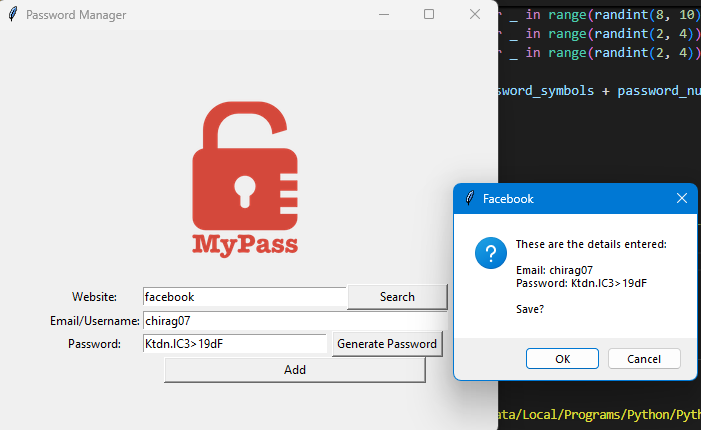 Password Manager
r _ in range(randint(8, 10)
r _ in range(randint(2, 4))
r _ in range(randint(2, 4))
sword_symbols + password_nu
MyPass
Website:
facebook
Search
Email/Username:
chirag07
Password:
Ktdn.IC3>19dF
Generate Password
Add
Facebook
These are the details entered:
Email: chirag07
Password: Ktdn.IC3>19dF
Save?
OK
Cancel
ata/Local/Programs/Python/Pyth